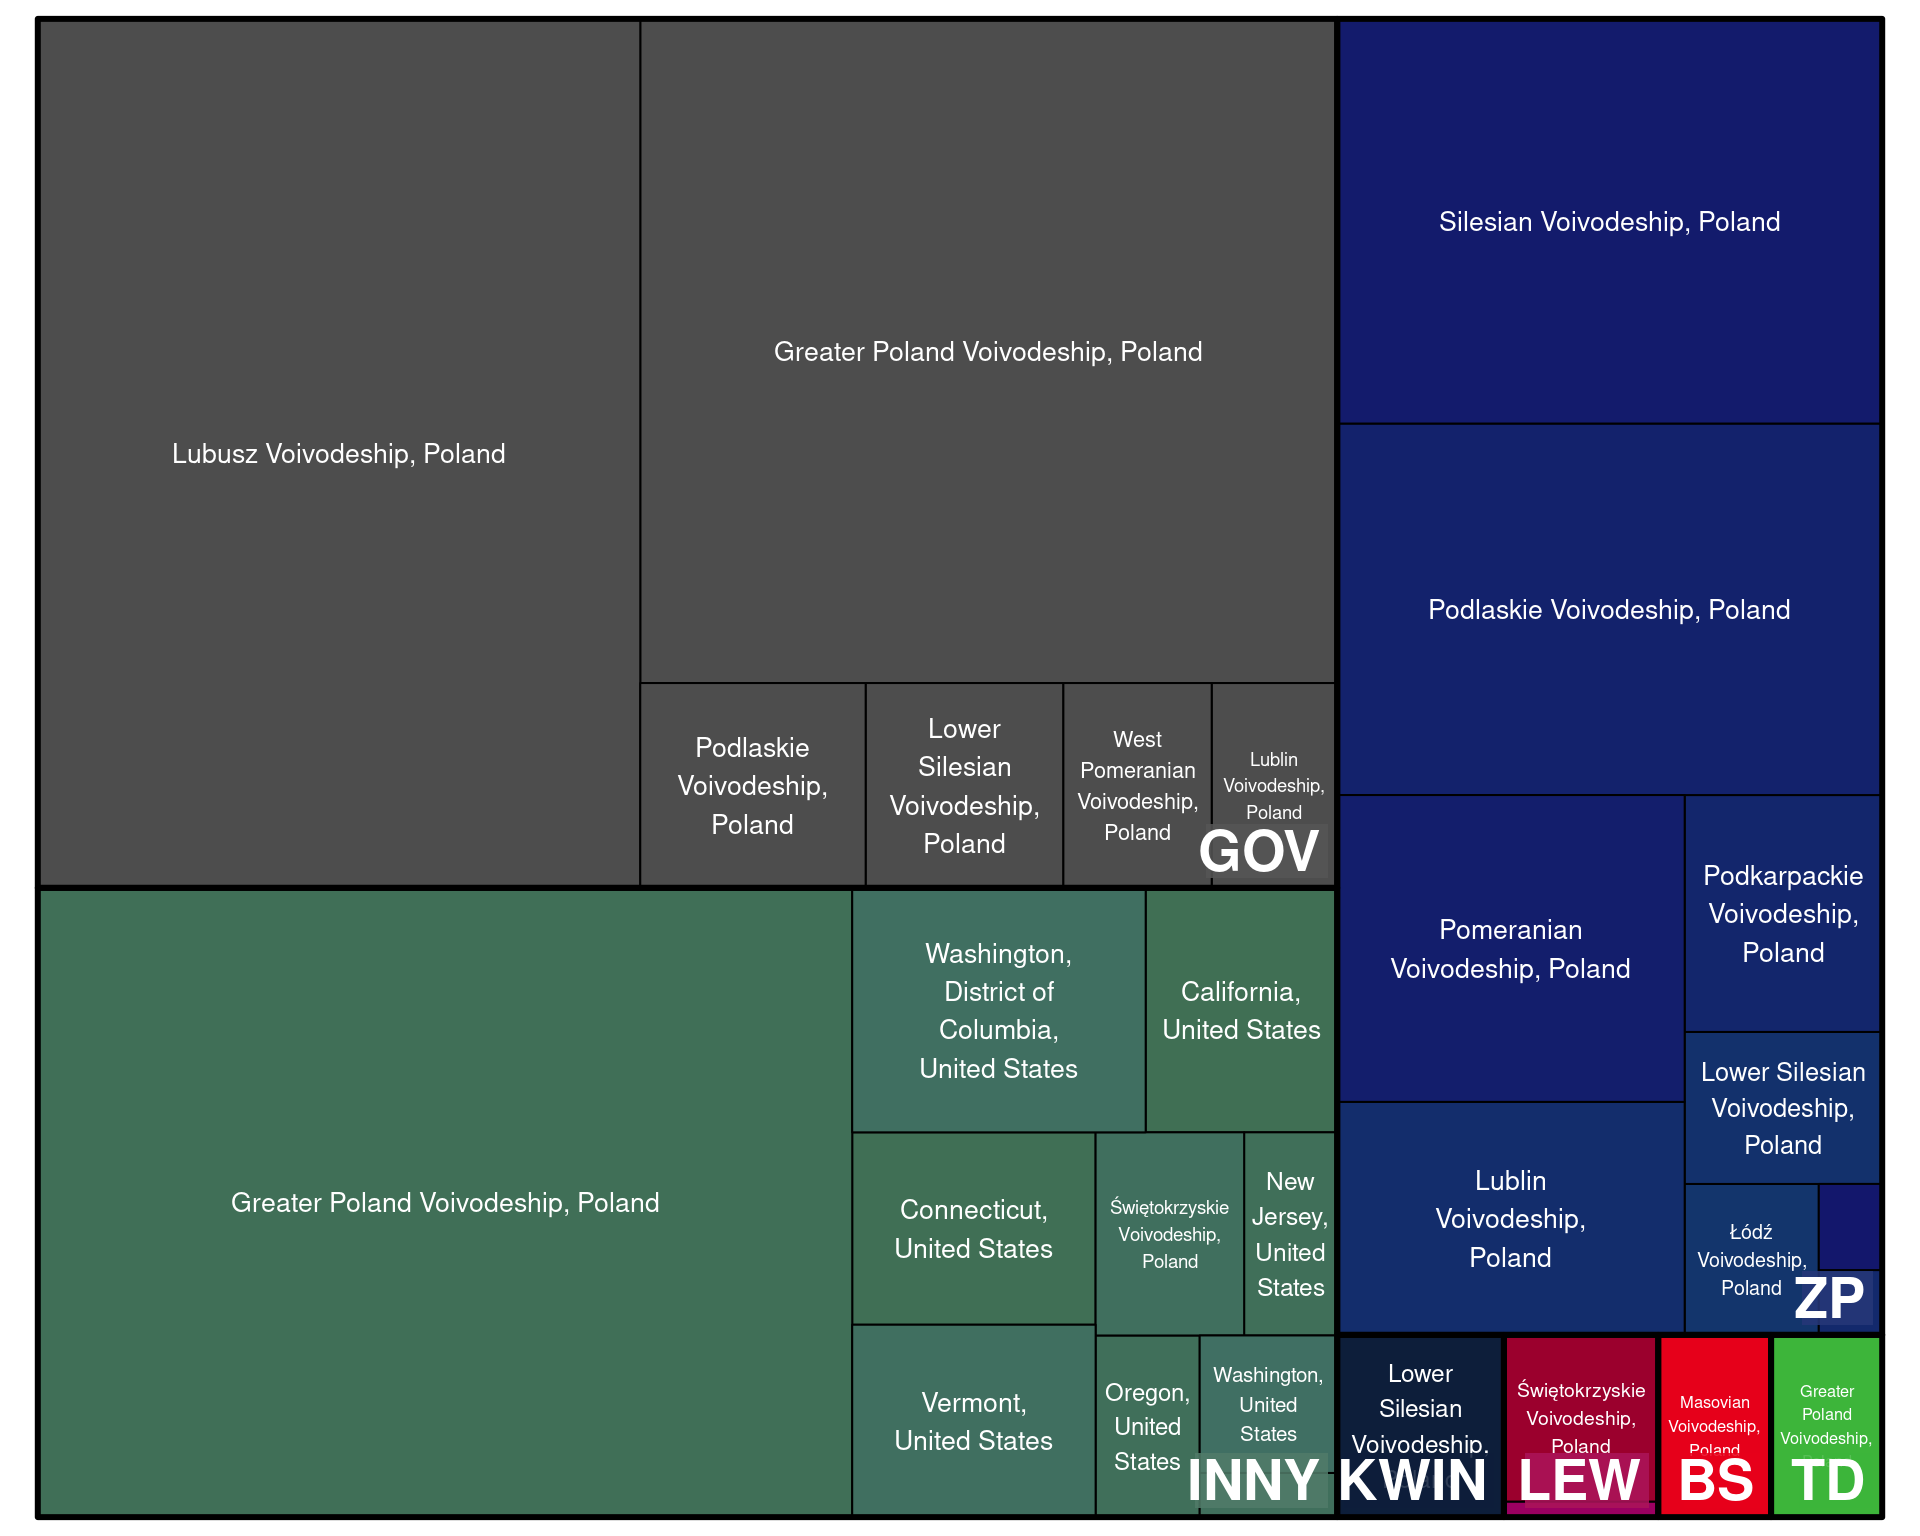 Lubusz Voivodeship, Poland
Greater Poland Voivodeship, Poland
Podlaskie
Voivodeship,
Poland
Lower
Silesian
Voivodeship,
Poland
West
Pomeranian
Voivodeship,
Poland
Lublin
Voivodeship,
Poland
GOV
Greater Poland Voivodeship, Poland
Washington,
District of
Columbia,
United States
California,
United States
Connecticut,
United States
Świętokrzyskie
Voivodeship,
Poland
New
Jersey,
United
States
Vermont,
United States
Oregon,
United
States
Washington,
United
States
INNY
Silesian Voivodeship, Poland
Podlaskie Voivodeship, Poland
Pomeranian
Voivodeship, Poland
Podkarpackie
Voivodeship,
Poland
Lower Silesian
Voivodeship,
Poland
Lublin
Voivodeship,
Poland
Łódź
Voivodeship,
Poland
ZP
Lower
Silesian
Voivodeship,
KWIN
Świętokrzyskie
Voivodeship,
Poland
LEW
Masovian
Voivodeship,
Poland
BS
Greater
Poland
Voivodeship,
TD